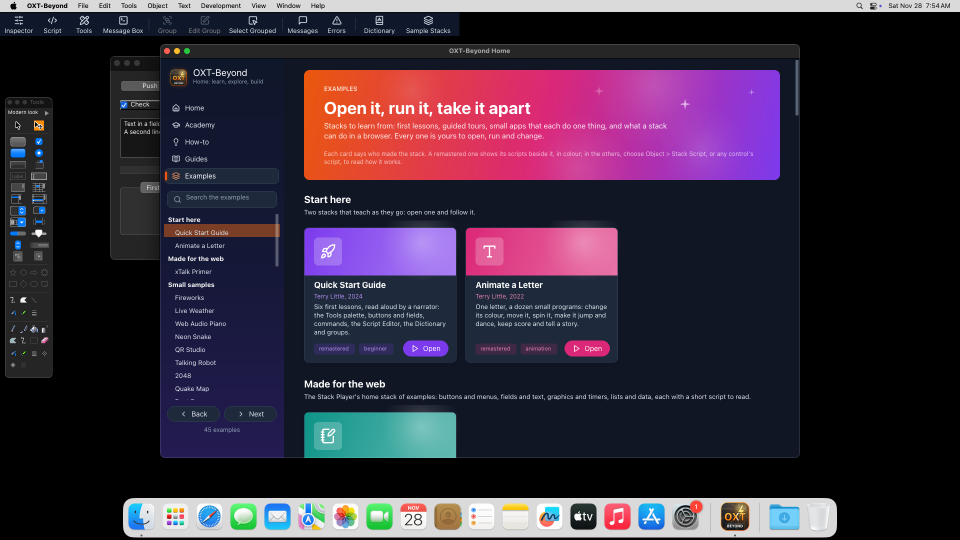 OXT-Beyond File Edit Tools Object Text Development View Window Help
Sat Nov 28 7:54 AM
Inspector Script Tools Message Box Group Edit Group Select Grouped Messages Errors Dictionary Sample Stacks
OXT-Beyond Home
Tools
Modern look
Push
Check
Text in a field
A second line
First
Label
OXT
OXT-Beyond
Home: learn, explore, build
Home
Academy
How-to
Guides
Examples
Search the examples
Start here
Quick Start Guide
Animate a Letter
Made for the web
xTalk Primer
Small samples
Fireworks
Live Weather
Web Audio Piano
Neon Snake
QR Studio
Talking Robot
2048
Quake Map
Back Next
45 examples
EXAMPLES
Open it, run it, take it apart
Stacks to learn from: first lessons, guided tours, small apps that each do one thing, and what a stack
can do in a browser. Every one is yours to open, run and change.
Each card says who made the stack. A remastered one shows its scripts beside it, in colour; in the others, choose Object > Stack Script, or any control's
script, to read how it works.
Start here
Two stacks that teach as they go: open one and follow it.
Quick Start Guide
Terry Little, 2024
Six first lessons, read aloud by a narrator:
the Tools palette, buttons and fields,
commands, the Script Editor, the Dictionary
and groups.
remastered beginner Open
Animate a Letter
Terry Little, 2022
One letter, a dozen small programs: change
its colour, move it, spin it, make it jump and
dance, keep score and tell a story.
remastered animation Open
Made for the web
The Stack Player's home stack of examples: buttons and menus, fields and text, graphics and timers, lists and data, each with a short script to read.
NOV
28
tv
1
OXT
BEYOND